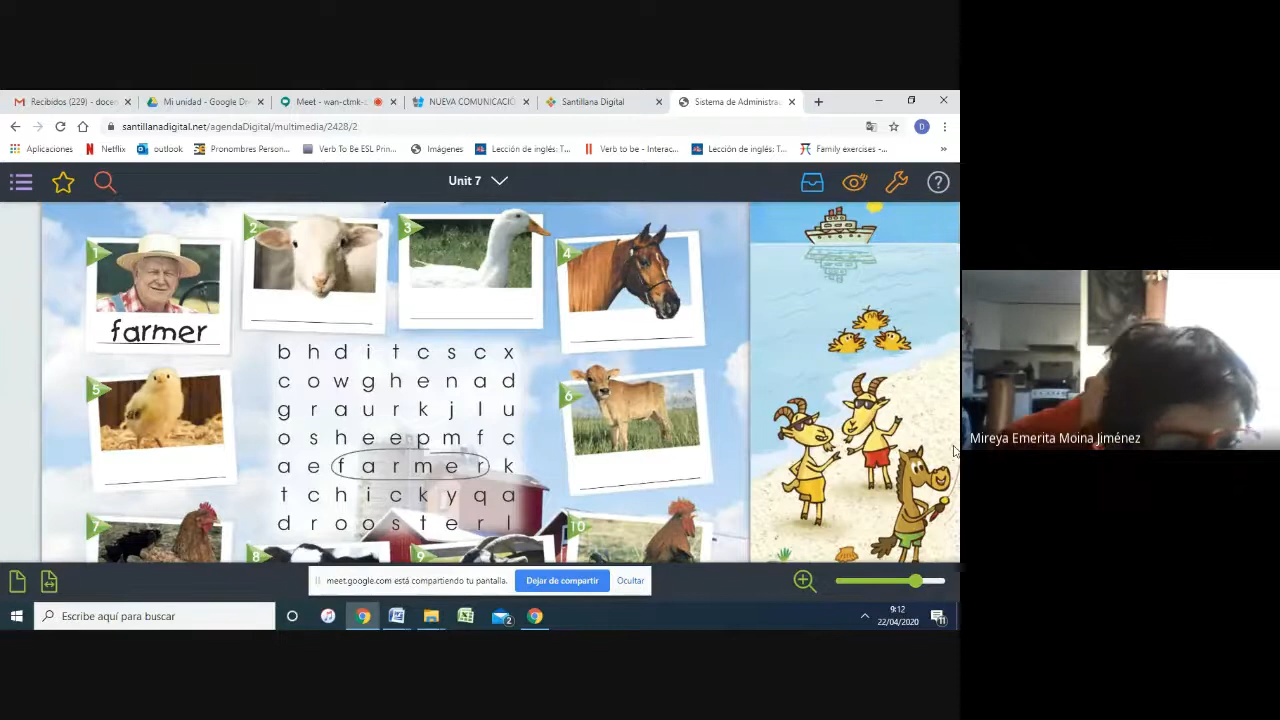 Recibidos (229) - docen
Mi unidad - Google Dr
Meet - wan-ctmk-
NUEVA COMUNICACIÓ
Santillana Digital
Sistema de Administra
santillanadigital.net/agendaDigital/multimedia/2428/2
Aplicaciones
Netflix
outlook
Pronombres Person...
Verb To Be ESL Prin...
Imágenes
Lección de inglés: T...
Verb to be - Interac...
Lección de inglés: T...
Family exercises -...
Unit 7
1
2
3
4
farmer
5
6
b h d i t c s c x
c o w g h e n a d
g r a u r k j l u
o s h e e p m f c
a e f a r m e r k
t c h i c k y q a
d r o o s t e r l
7
8
9
10
Mireya Emerita Moina Jiménez
meet.google.com está compartiendo tu pantalla.
Dejar de compartir
Ocultar
Escribe aquí para buscar
2
9:12
22/04/2020
11